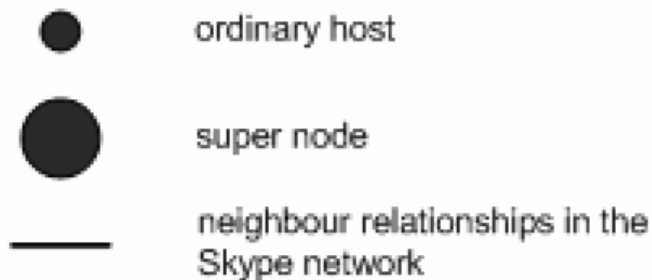 ordinary host
super node
neighbour relationships in the
Skype network